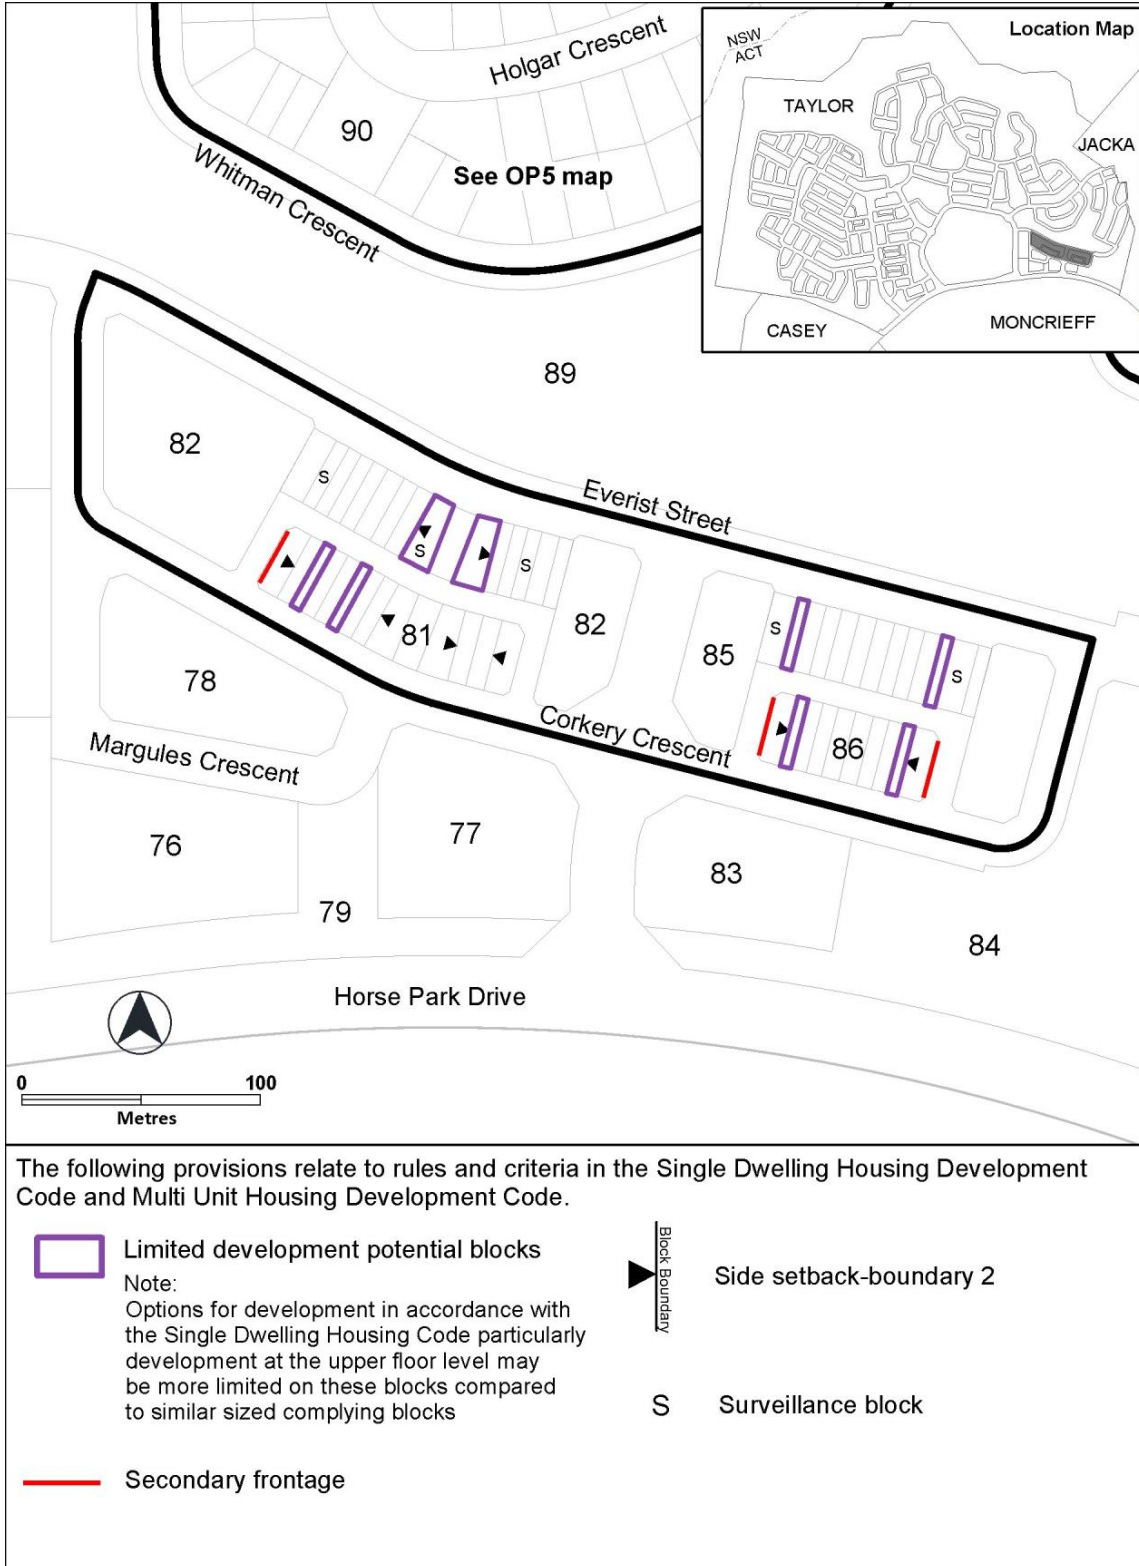 Location Map
NSW
ACT
TAYLOR
JACKA
CASEY
MONCRIEFF
Holgar Crescent
90
See OP5 map
Whitman Crescent
89
82
S
Everist Street
S
S
81
82
85
S
S
86
78
Corkery Crescent
Margules Crescent
76
77
83
79
84
Horse Park Drive
0 100
Metres
The following provisions relate to rules and criteria in the Single Dwelling Housing Development
Code and Multi Unit Housing Development Code.
Limited development potential blocks
Note:
Options for development in accordance with
the Single Dwelling Housing Code particularly
development at the upper floor level may
be more limited on these blocks compared
to similar sized complying blocks
Secondary frontage
Block Boundary
Side setback-boundary 2
S Surveillance block